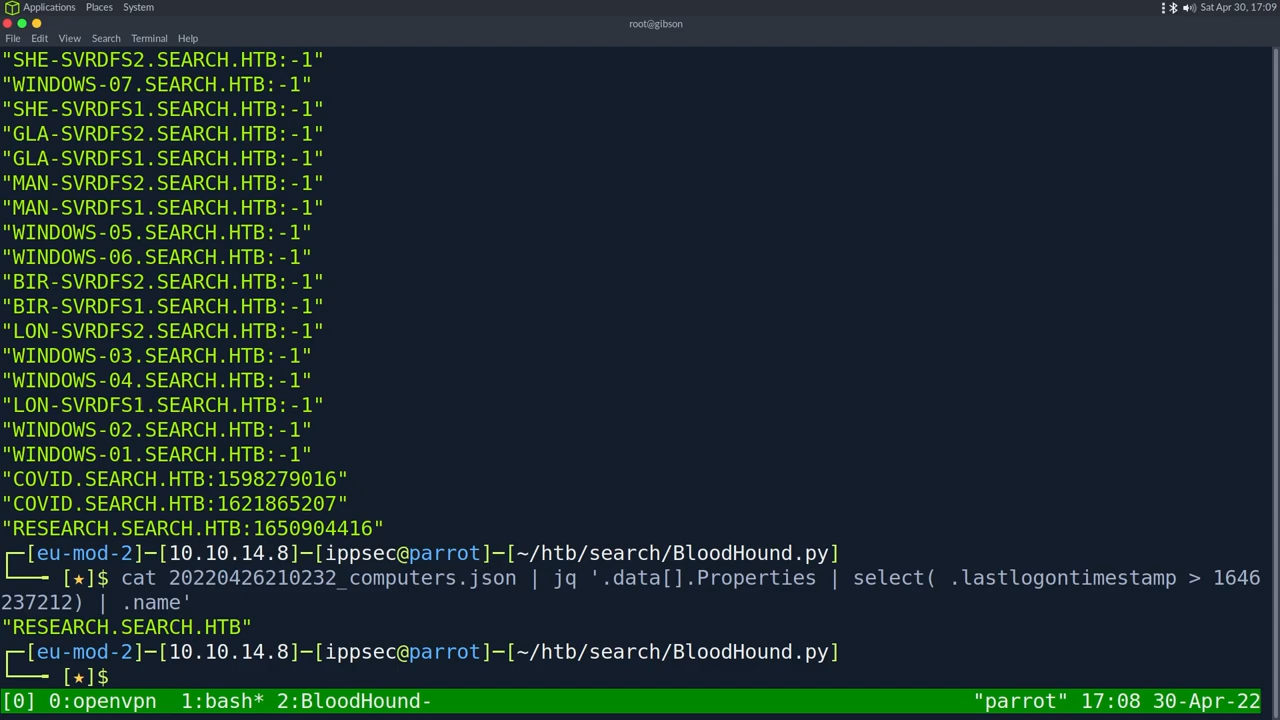 Applications Places System Sat Apr 30, 17:09
root@gibson
File Edit View Search Terminal Help
"SHE-SVRDFS2.SEARCH.HTB:-1"
"WINDOWS-07.SEARCH.HTB:-1"
"SHE-SVRDFS1.SEARCH.HTB:-1"
"GLA-SVRDFS2.SEARCH.HTB:-1"
"GLA-SVRDFS1.SEARCH.HTB:-1"
"MAN-SVRDFS2.SEARCH.HTB:-1"
"MAN-SVRDFS1.SEARCH.HTB:-1"
"WINDOWS-05.SEARCH.HTB:-1"
"WINDOWS-06.SEARCH.HTB:-1"
"BIR-SVRDFS2.SEARCH.HTB:-1"
"BIR-SVRDFS1.SEARCH.HTB:-1"
"LON-SVRDFS2.SEARCH.HTB:-1"
"WINDOWS-03.SEARCH.HTB:-1"
"WINDOWS-04.SEARCH.HTB:-1"
"LON-SVRDFS1.SEARCH.HTB:-1"
"WINDOWS-02.SEARCH.HTB:-1"
"WINDOWS-01.SEARCH.HTB:-1"
"COVID.SEARCH.HTB:1598279016"
"COVID.SEARCH.HTB:1621865207"
"RESEARCH.SEARCH.HTB:1650904416"
┌─[eu-mod-2]─[10.10.14.8]─[ippsec@parrot]─[~/htb/search/BloodHound.py]
└──╼ [★]$ cat 20220426210232_computers.json | jq '.data[].Properties | select( .lastlogontimestamp > 1646
237212) | .name'
"RESEARCH.SEARCH.HTB"
┌─[eu-mod-2]─[10.10.14.8]─[ippsec@parrot]─[~/htb/search/BloodHound.py]
└──╼ [★]$
[0] 0:openvpn 1:bash* 2:BloodHound- "parrot" 17:08 30-Apr-22